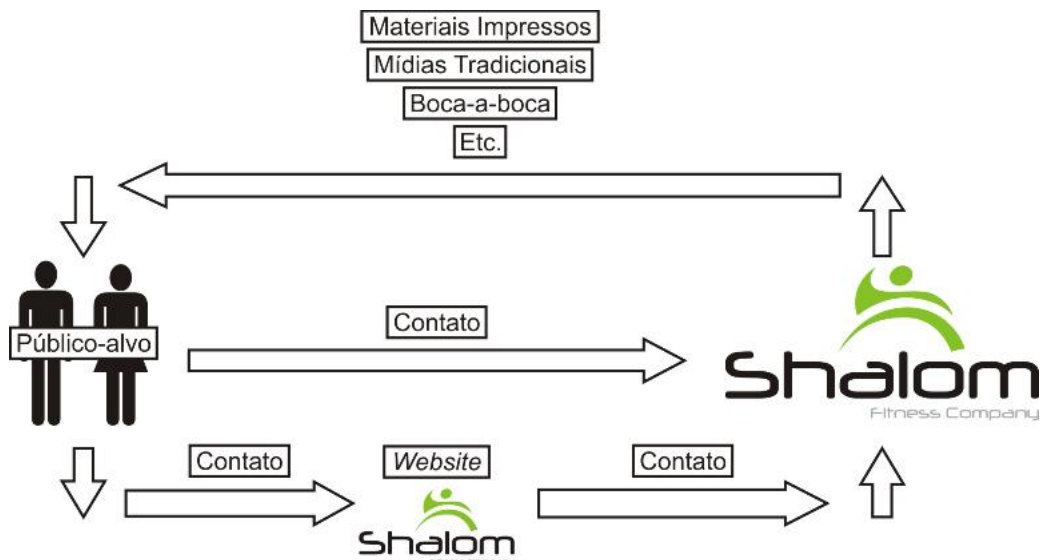 Materiais Impressos
Mídias Tradicionais
Boca-a-boca
Etc.
Público-alvo
Contato
Shalom
Fitness Company
Contato
Website
Contato
Shalom